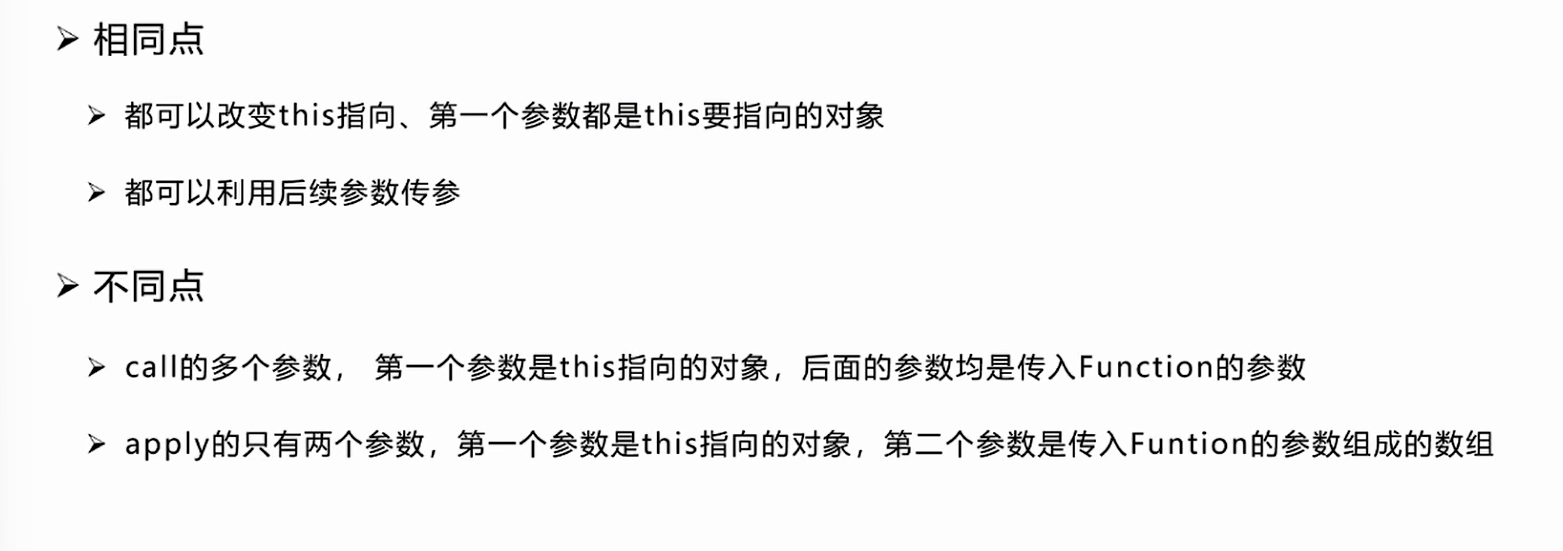 ➢ 相同点
➢ 都可以改变this指向、第一个参数都是this要指向的对象
➢ 都可以利用后续参数传参
➢ 不同点
➢ call的多个参数， 第一个参数是this指向的对象，后面的参数均是传入Function的参数
➢ apply的只有两个参数，第一个参数是this指向的对象，第二个参数是传入Funtion的参数组成的数组